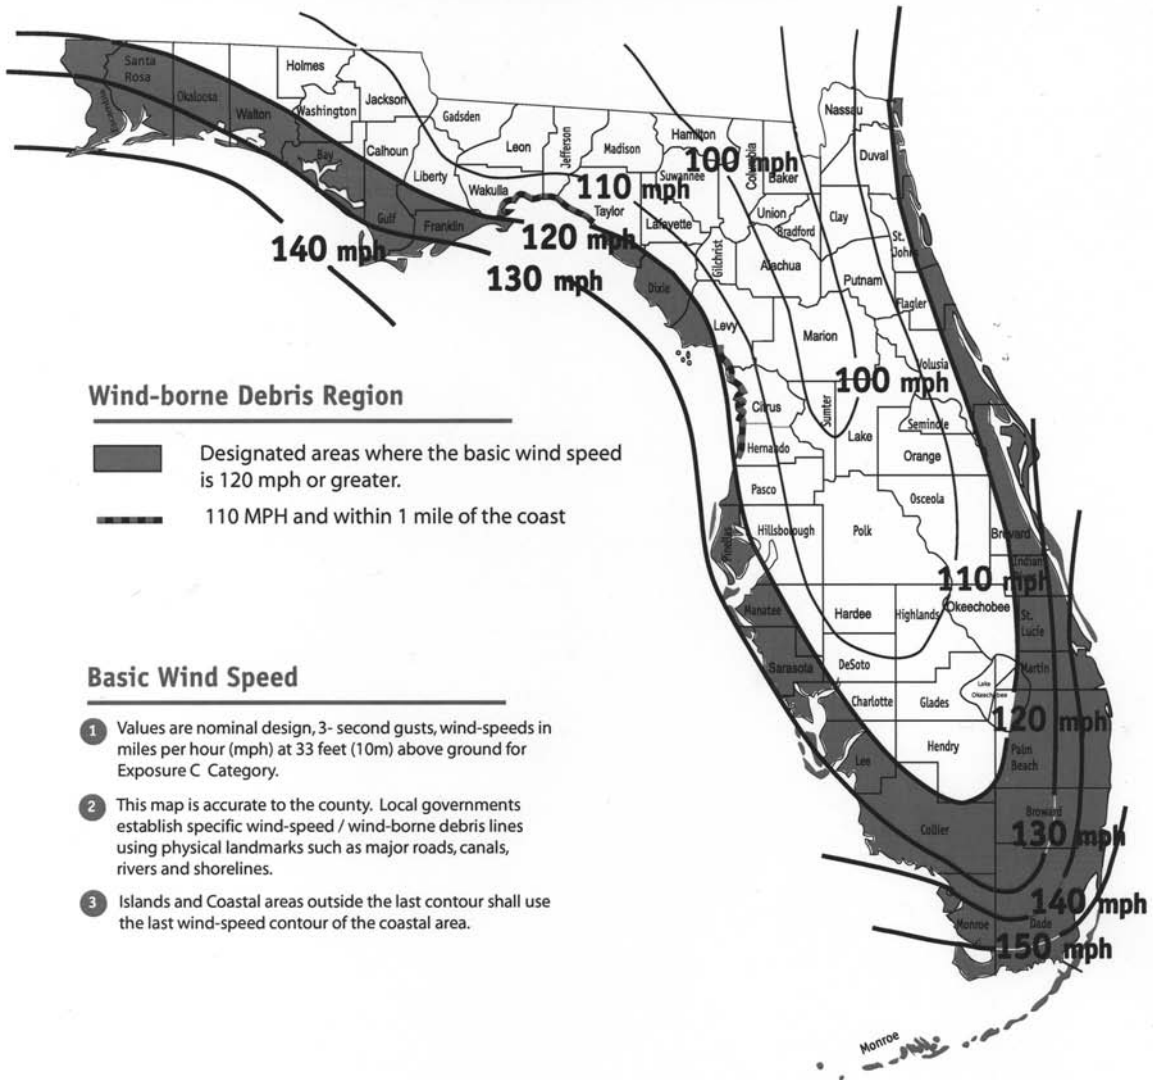 Santa
Rosa
Escambia
Okaloosa
Walton
Holmes
Washington
Jackson
Bay
Calhoun
Gulf
Liberty
Franklin
Gadsden
Leon
Wakulla
Jefferson
Madison
Taylor
Hamilton
Suwannee
Lafayette
Columbia
Baker
Nassau
Duval
Union
Bradford
Clay
St.
Johns
Gilchrist
Alachua
Putnam
Dixie
Flagler
Levy
Marion
Volusia
100 mph
110 mph
120 mph
130 mph
140 mph
100 mph
Citrus
Sumter
Lake
Seminole
Hernando
Orange
Pasco
Osceola
Pinellas
Hillsborough
Polk
Brevard
Indian
110 mph
Manatee
Hardee
Highlands
Okeechobee
St.
Lucie
Sarasota
DeSoto
Martin
Charlotte
Glades
Lake
Okeechobee
120 mph
Lee
Hendry
Palm
Beach
Collier
Broward
130 mph
140 mph
Monroe
Dade
150 mph
Monroe
Wind-borne Debris Region
Designated areas where the basic wind speed
is 120 mph or greater.
110 MPH and within 1 mile of the coast
Basic Wind Speed
1 Values are nominal design, 3- second gusts, wind-speeds in
miles per hour (mph) at 33 feet (10m) above ground for
Exposure C Category.
2 This map is accurate to the county. Local governments
establish specific wind-speed / wind-borne debris lines
using physical landmarks such as major roads, canals,
rivers and shorelines.
3 Islands and Coastal areas outside the last contour shall use
the last wind-speed contour of the coastal area.